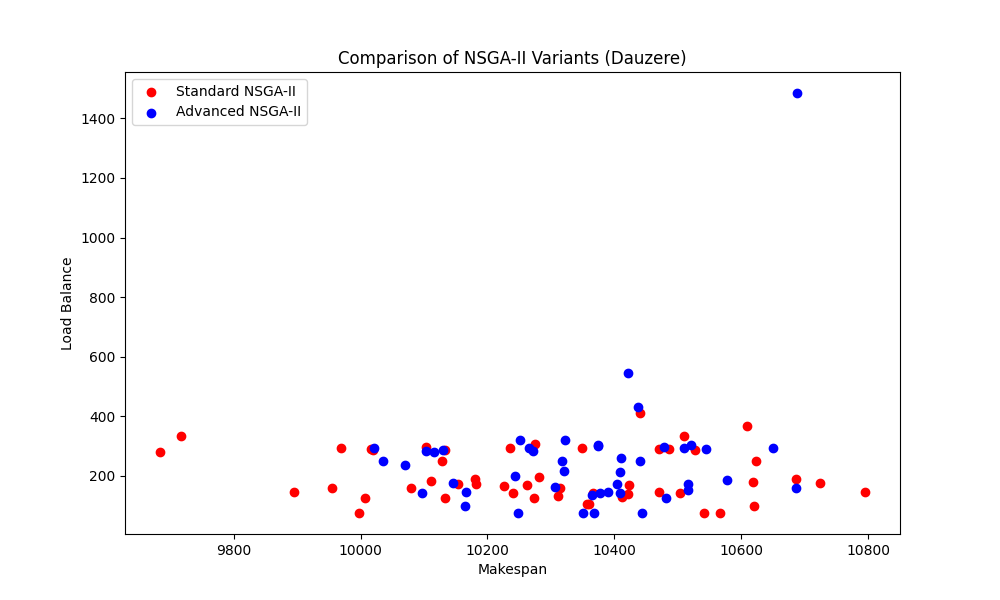 Comparison of NSGA-II Variants (Dauzere)
Standard NSGA-II
Advanced NSGA-II
Load Balance
1400
1200
1000
800
600
400
200
9800 10000 10200 10400 10600 10800
Makespan